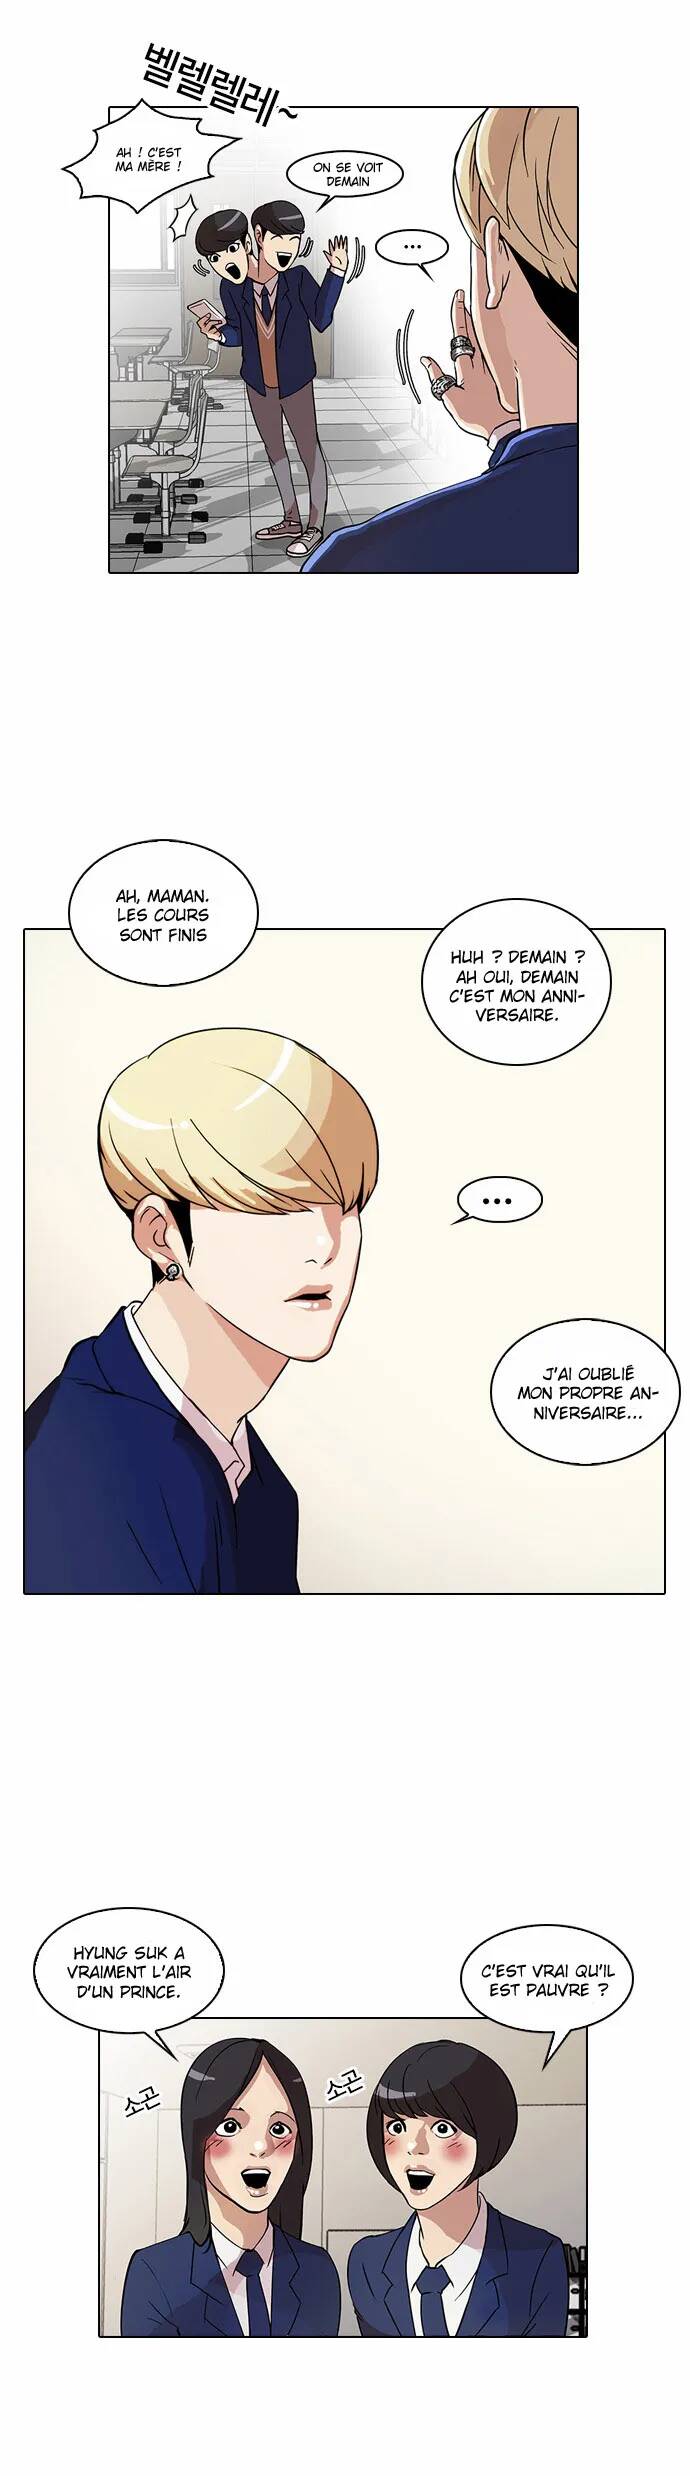 벨렐렐레~
AH ! C'EST
MA MÈRE !
ON SE VOIT
DEMAIN
...
AH, MAMAN.
LES COURS
SONT FINIS
HUH ? DEMAIN ?
AH OUI, DEMAIN
C'EST MON ANNI-
VERSAIRE.
...
J'AI OUBLIÉ
MON PROPRE AN-
NIVERSAIRE...
HYUNG SUK A
VRAIMENT L'AIR
D'UN PRINCE.
C'EST VRAI QU'IL
EST PAUVRE ?
소곤
소곤